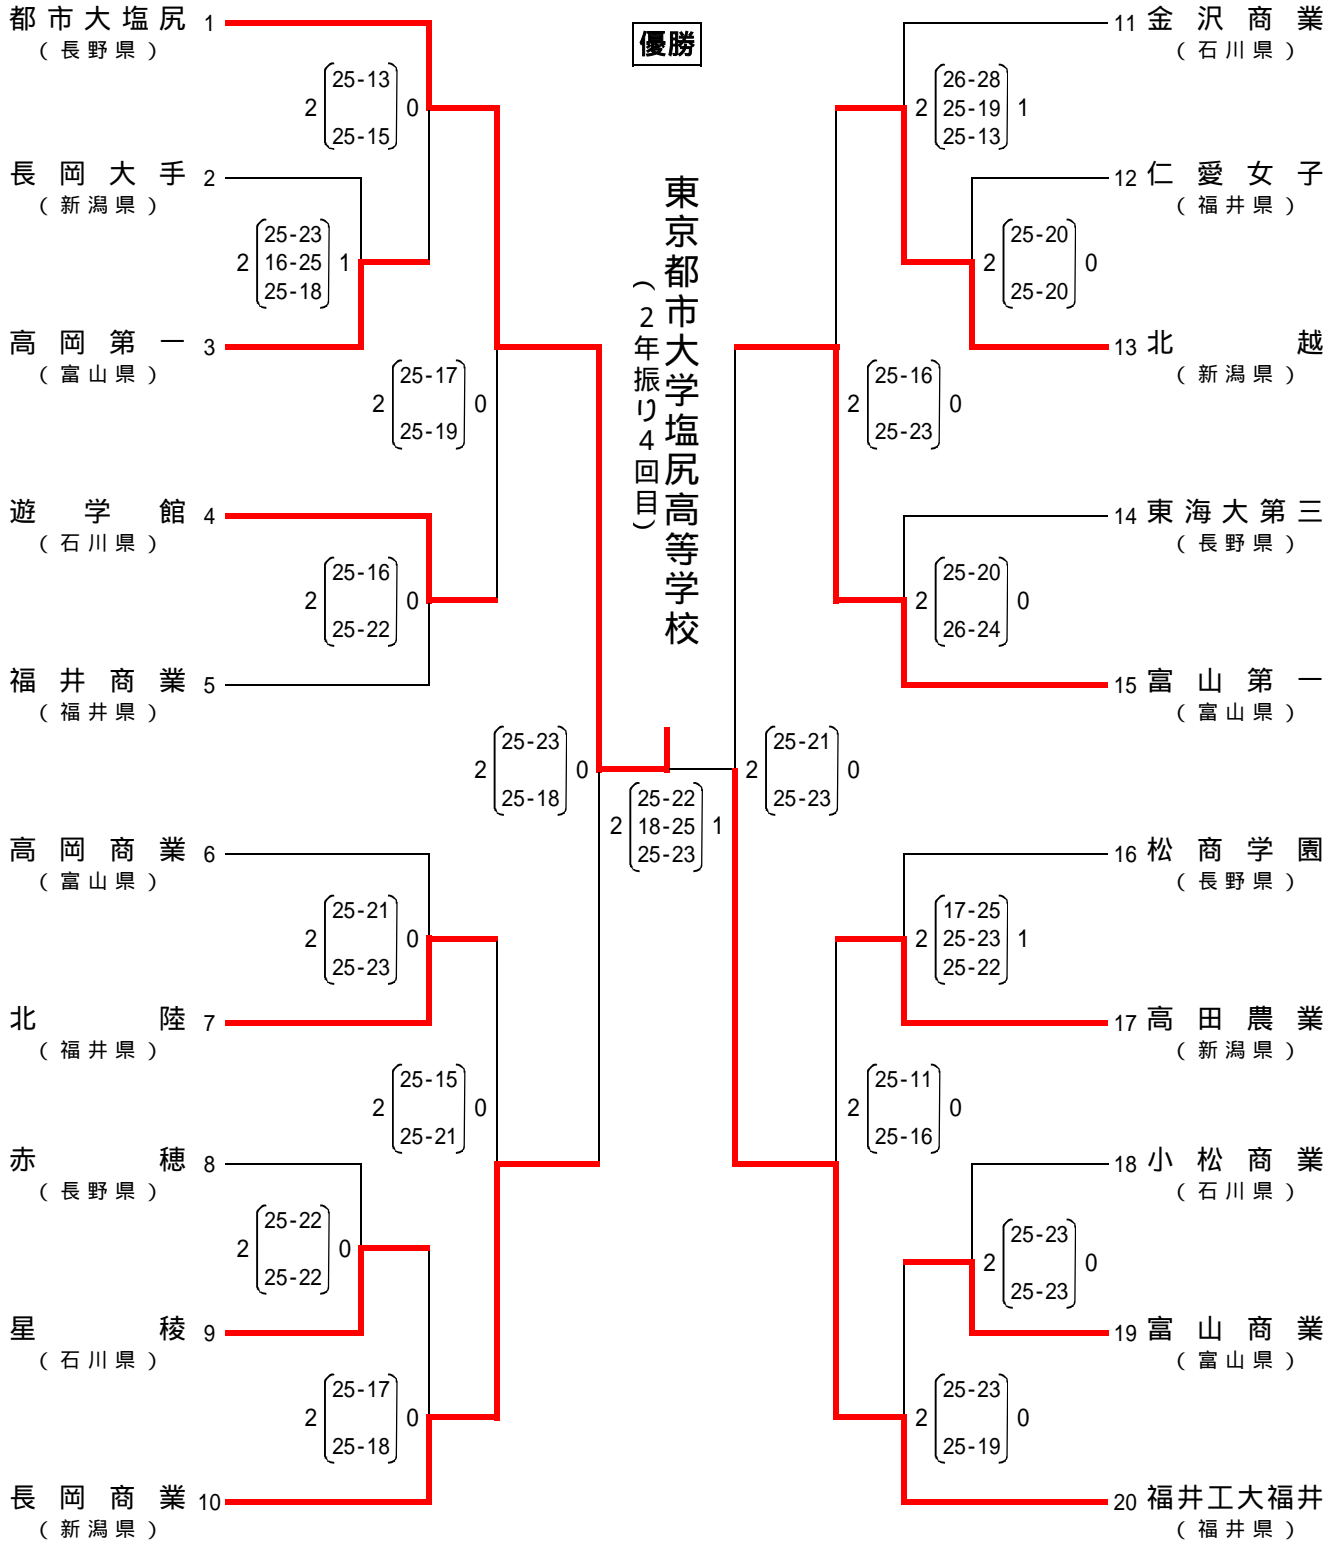 優勝
東京都市大学塩尻高等学校
(2年振り4回目)
都市大塩尻 1
(長野県)
25-13
2 0
25-15
長岡大手 2
(新潟県)
25-23
2 16-25 1
25-18
高岡第一 3
(富山県)
25-17
2 0
25-19
遊学館 4
(石川県)
25-16
2 0
25-22
福井商業 5
(福井県)
25-23
2 0
25-18
高岡商業 6
(富山県)
25-21
2 0
25-23
北陸 7
(福井県)
25-15
2 0
25-21
赤穂 8
(長野県)
25-22
2 0
25-22
星稜 9
(石川県)
25-17
2 0
25-18
長岡商業 10
(新潟県)
25-22
2 18-25 1
25-23
11 金沢商業
(石川県)
26-28
2 25-19 1
25-13
12 仁愛女子
(福井県)
25-20
2 0
25-20
13 北越
(新潟県)
25-16
2 0
25-23
14 東海大第三
(長野県)
25-20
2 0
26-24
15 富山第一
(富山県)
25-21
2 0
25-23
16 松商学園
(長野県)
17-25
2 25-23 1
25-22
17 高田農業
(新潟県)
25-11
2 0
25-16
18 小松商業
(石川県)
25-23
2 0
25-23
19 富山商業
(富山県)
25-23
2 0
25-19
20 福井工大福井
(福井県)